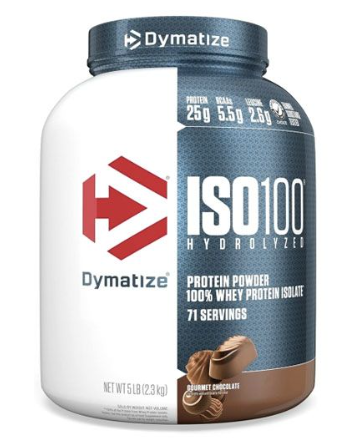 Dymatize
PROTEIN 25g
BCAAs 5.5g
LEUCINE 2.6g
ISO100®
HYDROLYZED
Dymatize®
PROTEIN POWDER
100% WHEY PROTEIN ISOLATE
71 SERVINGS
GOURMET CHOCOLATE
NET WT 5 LB (2.3 kg)